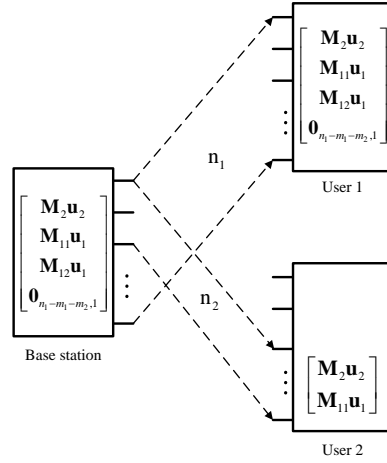 M₂u₂
M₁₁u₁
M₁₂u₁
⋮
0ₙ₁₋ₘ₁₋ₘ₂,₁
User 1
n₁
M₂u₂
M₁₁u₁
M₁₂u₁
⋮
0ₙ₁₋ₘ₁₋ₘ₂,₁
Base station
n₂
M₂u₂
M₁₁u₁
User 2